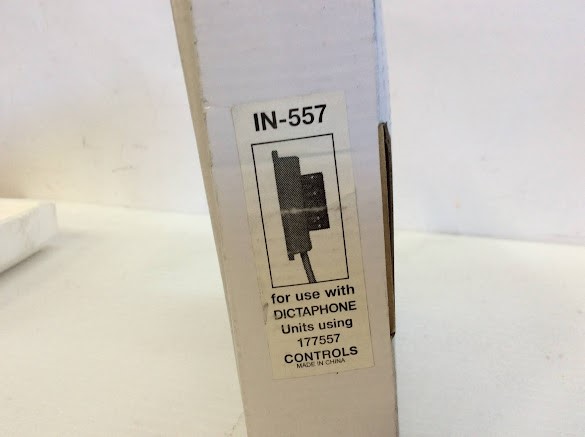 IN-557
for use with
DICTAPHONE
Units using
177557
CONTROLS
MADE IN CHINA